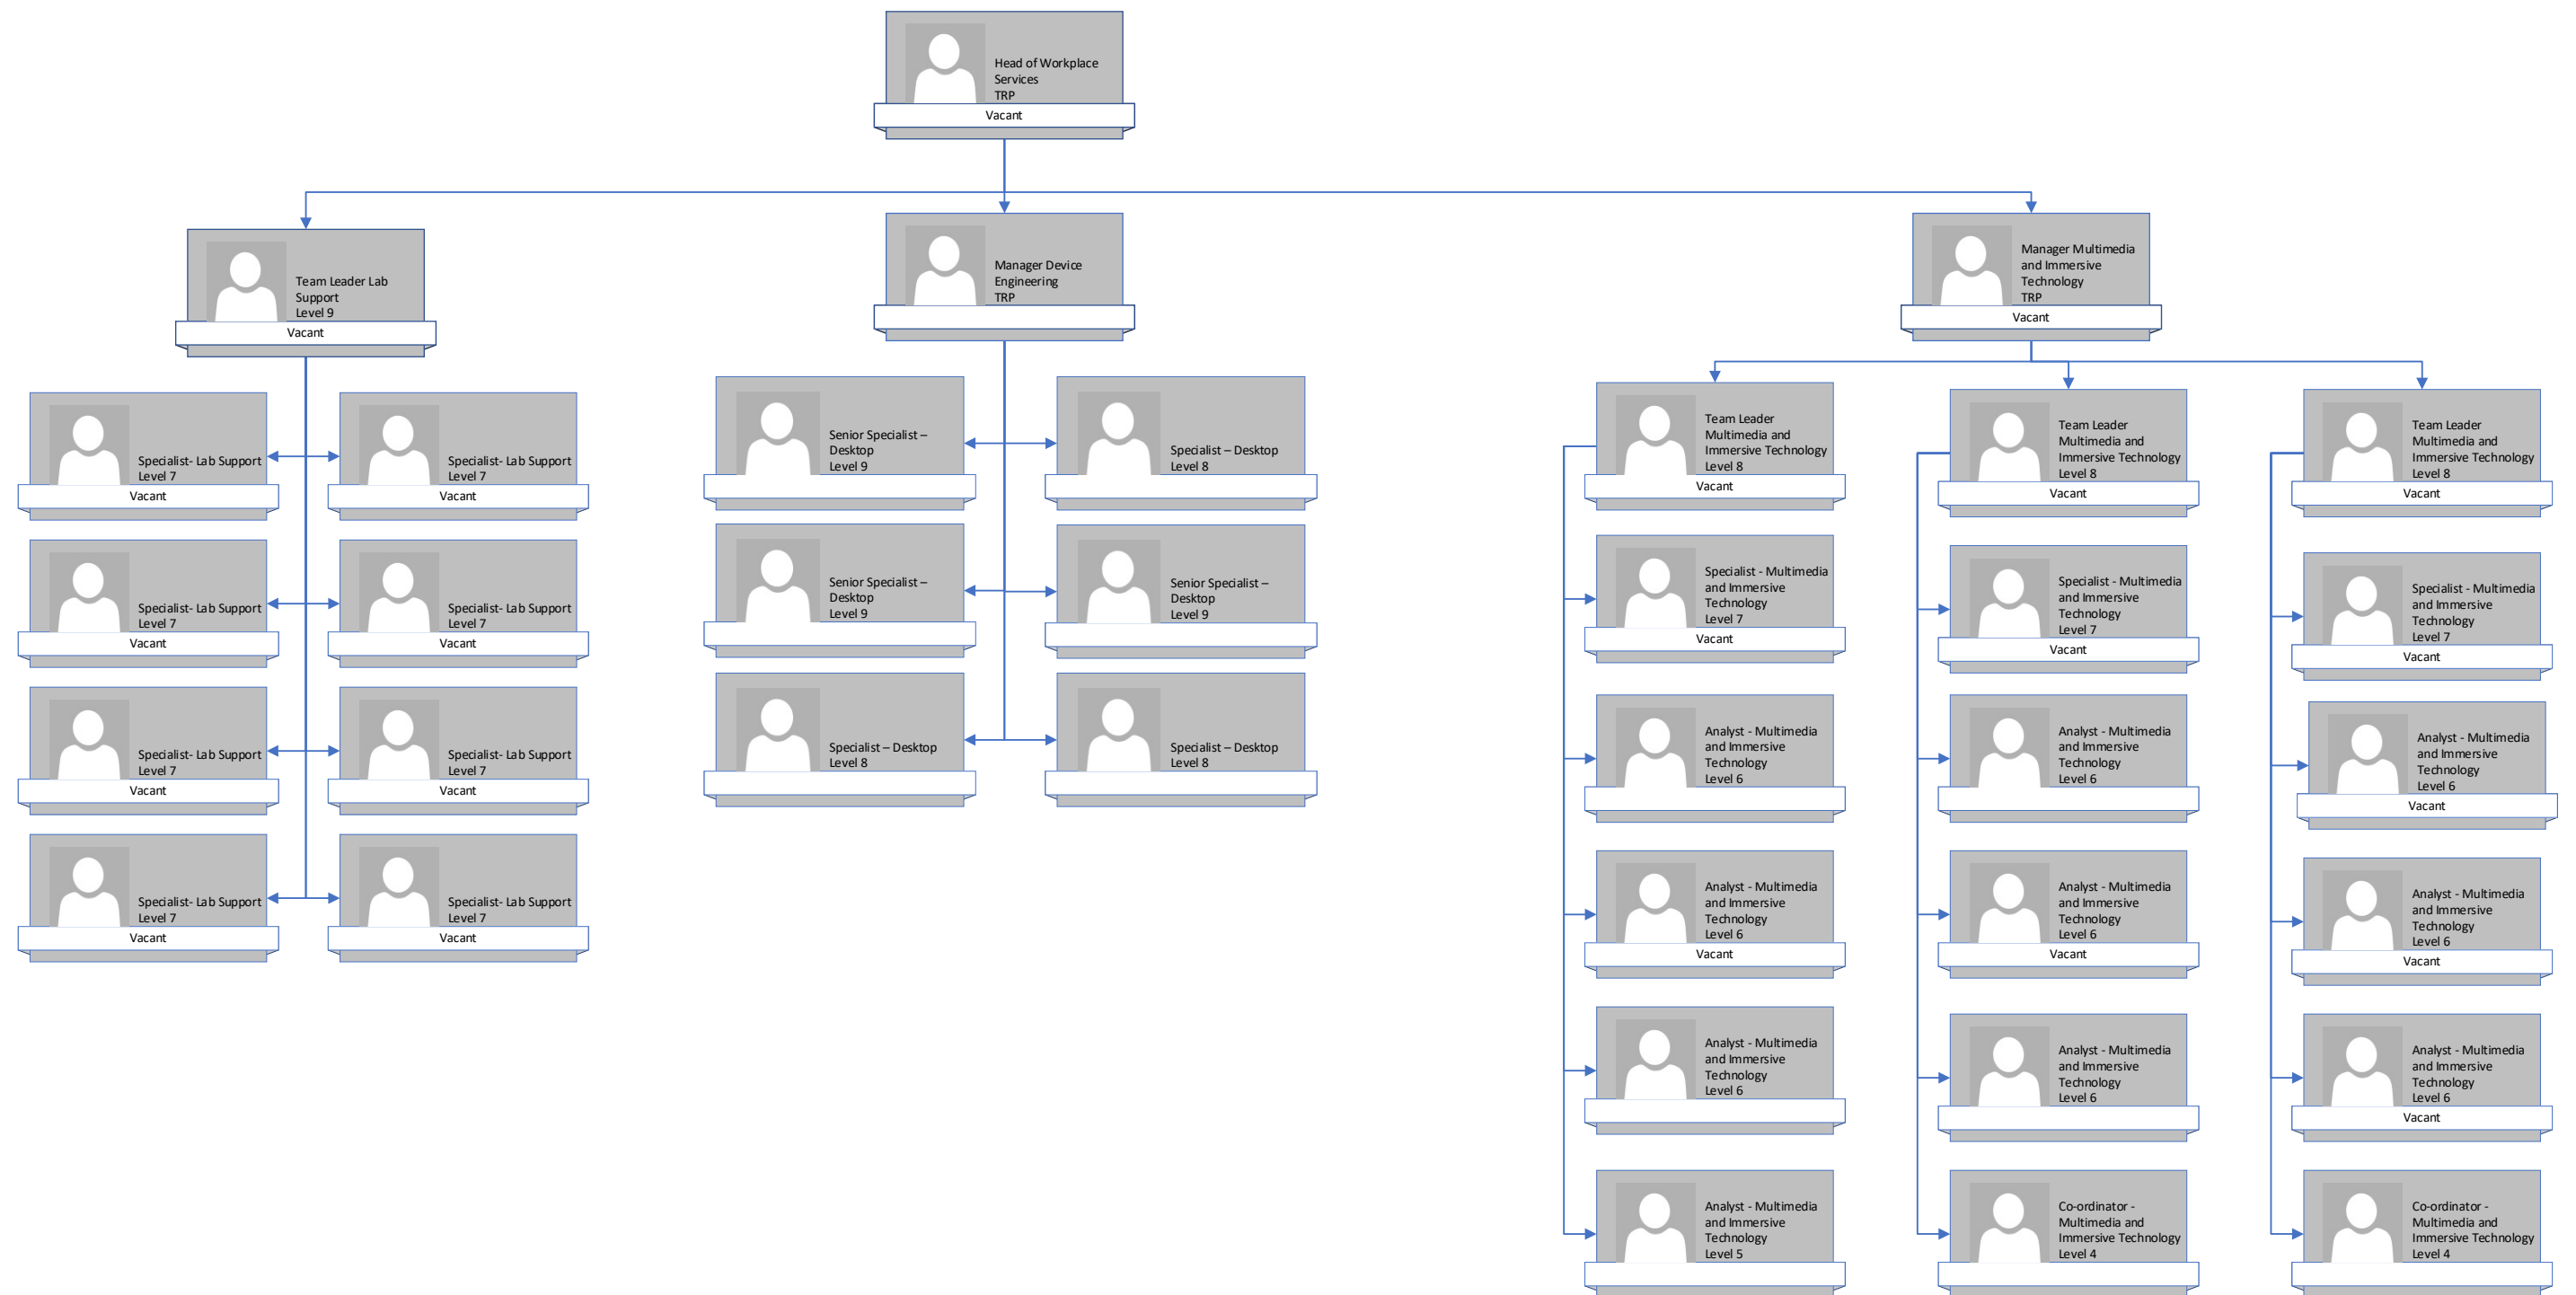 Head of Workplace
Services
TRP
Vacant
Team Leader Lab
Support
Level 9
Vacant
Manager Device
Engineering
TRP
Manager Multimedia
and Immersive
Technology
TRP
Vacant
Specialist- Lab Support
Level 7
Vacant
Specialist- Lab Support
Level 7
Vacant
Specialist- Lab Support
Level 7
Vacant
Specialist- Lab Support
Level 7
Vacant
Specialist- Lab Support
Level 7
Vacant
Specialist- Lab Support
Level 7
Vacant
Specialist- Lab Support
Level 7
Vacant
Specialist- Lab Support
Level 7
Vacant
Senior Specialist –
Desktop
Level 9
Specialist – Desktop
Level 8
Senior Specialist –
Desktop
Level 9
Senior Specialist –
Desktop
Level 9
Specialist – Desktop
Level 8
Specialist – Desktop
Level 8
Team Leader
Multimedia and
Immersive Technology
Level 8
Vacant
Specialist - Multimedia
and Immersive
Technology
Level 7
Vacant
Analyst - Multimedia
and Immersive
Technology
Level 6
Analyst - Multimedia
and Immersive
Technology
Level 6
Vacant
Analyst - Multimedia
and Immersive
Technology
Level 6
Analyst - Multimedia
and Immersive
Technology
Level 5
Team Leader
Multimedia and
Immersive Technology
Level 8
Vacant
Specialist - Multimedia
and Immersive
Technology
Level 7
Vacant
Analyst - Multimedia
and Immersive
Technology
Level 6
Analyst - Multimedia
and Immersive
Technology
Level 6
Vacant
Analyst - Multimedia
and Immersive
Technology
Level 6
Co-ordinator -
Multimedia and
Immersive Technology
Level 4
Team Leader
Multimedia and
Immersive Technology
Level 8
Vacant
Specialist - Multimedia
and Immersive
Technology
Level 7
Vacant
Analyst - Multimedia
and Immersive
Technology
Level 6
Vacant
Analyst - Multimedia
and Immersive
Technology
Level 6
Vacant
Analyst - Multimedia
and Immersive
Technology
Level 6
Vacant
Co-ordinator -
Multimedia and
Immersive Technology
Level 4